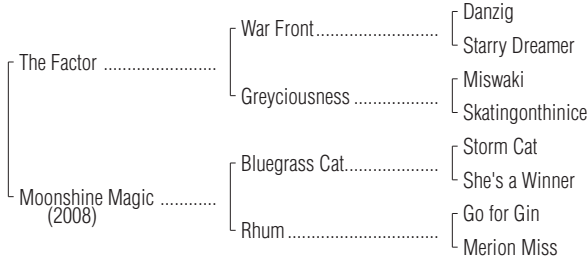 Danzig
War Front
Starry Dreamer
The Factor
Miswaki
Greyciousness
Skatingonthinice
Storm Cat
Bluegrass Cat
She's a Winner
Moonshine Magic
(2008)
Go for Gin
Rhum
Merion Miss